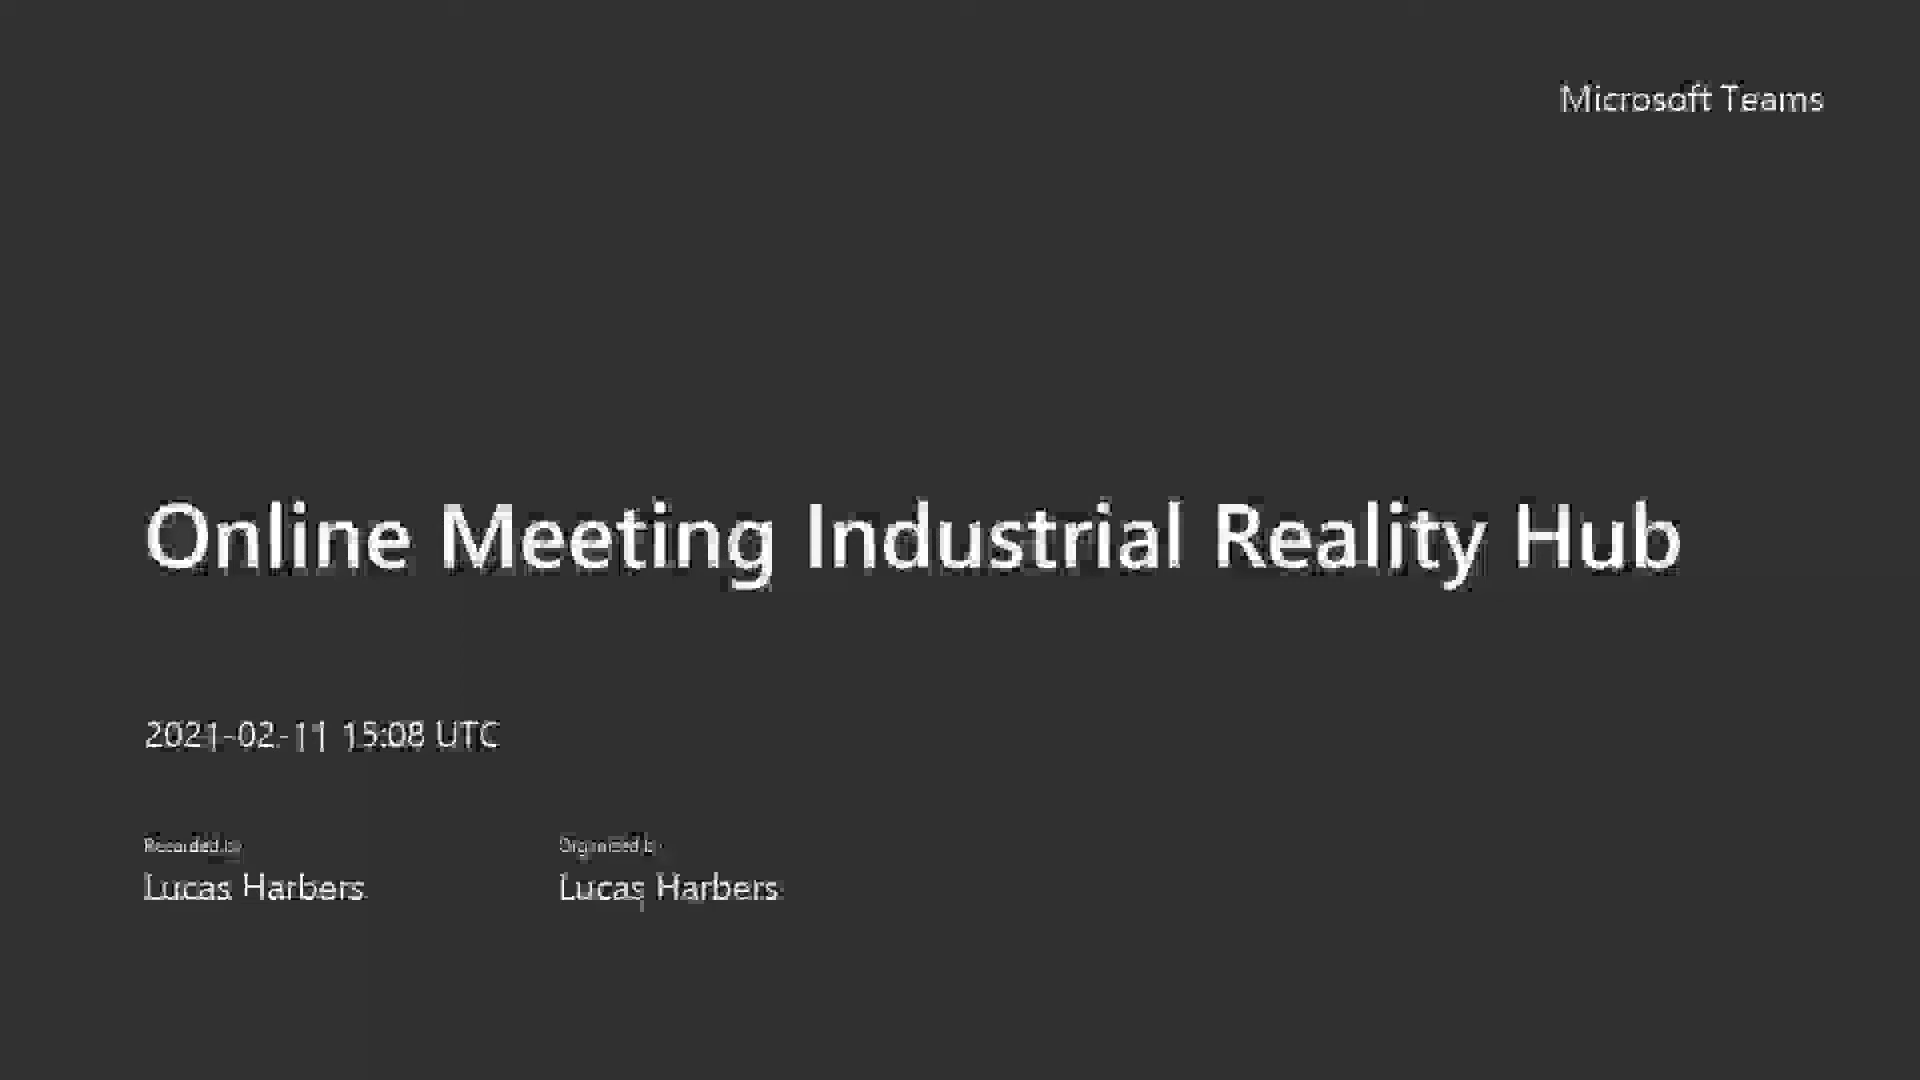 Microsoft Teams
Online Meeting Industrial Reality Hub
2021-02-11 15:08 UTC
Recorded by Organized by
Lucas Harbers Lucas Harbers